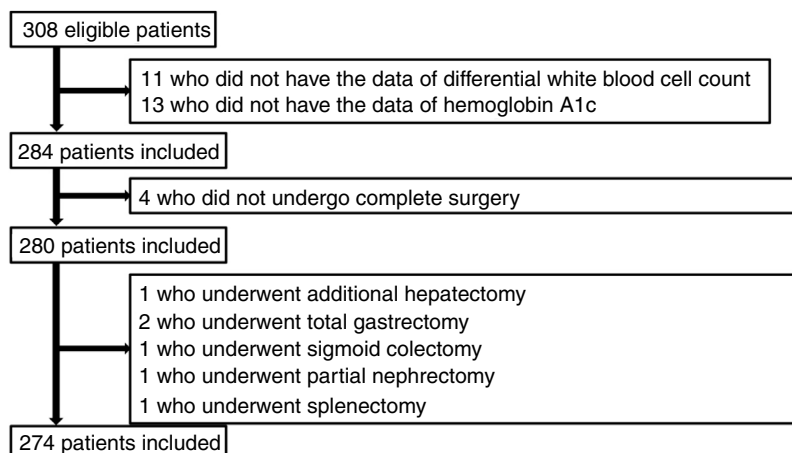 308 eligible patients
11 who did not have the data of differential white blood cell count
13 who did not have the data of hemoglobin A1c
284 patients included
4 who did not undergo complete surgery
280 patients included
1 who underwent additional hepatectomy
2 who underwent total gastrectomy
1 who underwent sigmoid colectomy
1 who underwent partial nephrectomy
1 who underwent splenectomy
274 patients included